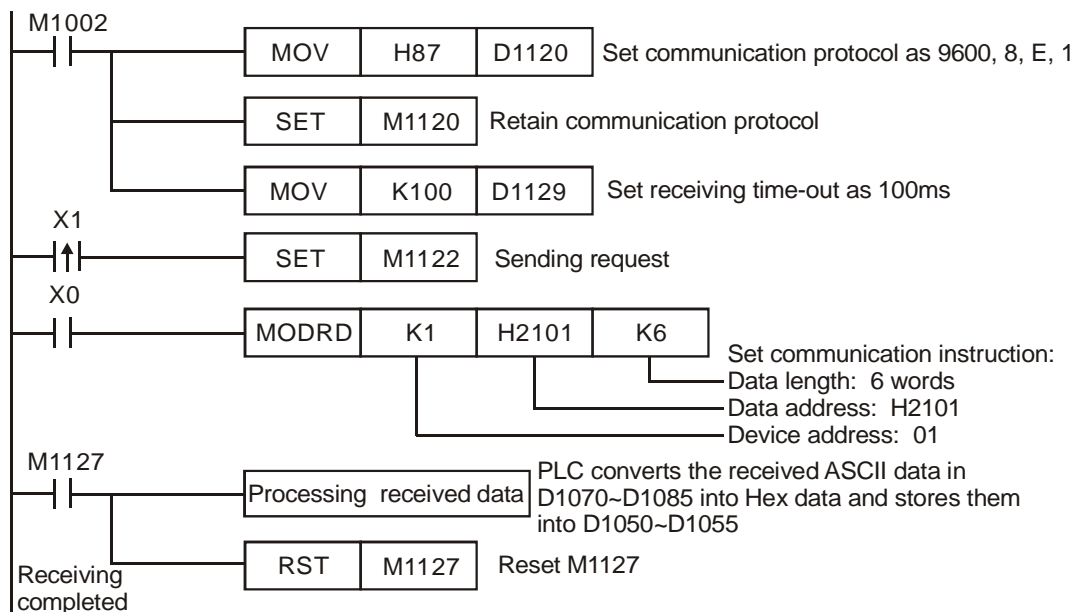 M1002
MOV H87 D1120 Set communication protocol as 9600, 8, E, 1
SET M1120 Retain communication protocol
MOV K100 D1129 Set receiving time-out as 100ms
X1
SET M1122 Sending request
X0
MODRD K1 H2101 K6
Set communication instruction:
Data length: 6 words
Data address: H2101
Device address: 01
M1127
Processing received data
PLC converts the received ASCII data in
D1070~D1085 into Hex data and stores them
into D1050~D1055
RST M1127 Reset M1127
Receiving
completed